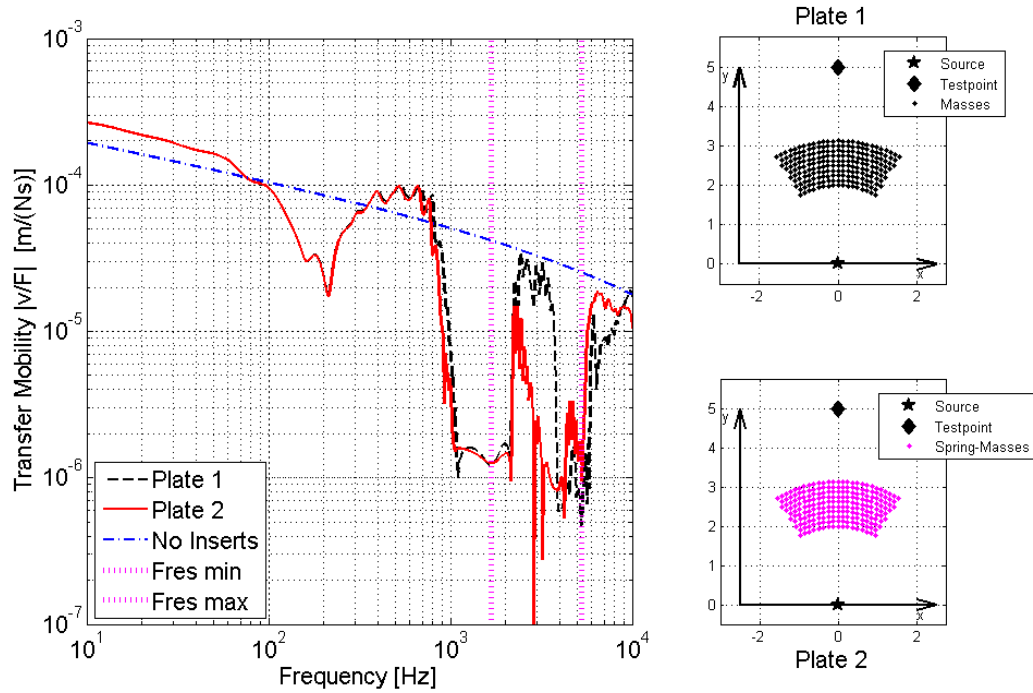 Transfer Mobility |v/F| [m/(Ns)]
10^-3
10^-4
10^-5
10^-6
10^-7
10^1
10^2
10^3
10^4
Frequency [Hz]
Plate 1
Plate 2
No Inserts
Fres min
Fres max
Plate 1
Source
Testpoint
Masses
y
5
4
3
2
1
0
x
-2
0
2
Source
Testpoint
Spring-Masses
y
5
4
3
2
1
0
x
-2
0
2
Plate 2